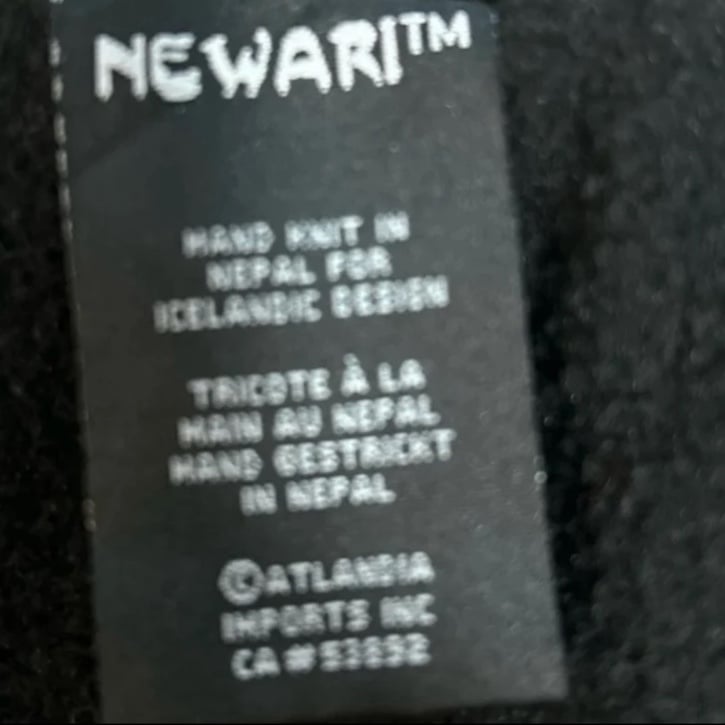 NEWARI™
HAND KNIT IN
NEPAL FOR
ICELANDIC DESIGN
TRICOTE À LA
MAIN AU NEPAL
HAND GESTRICKT
IN NEPAL
©ATLANDIA
IMPORTS INC
CA#